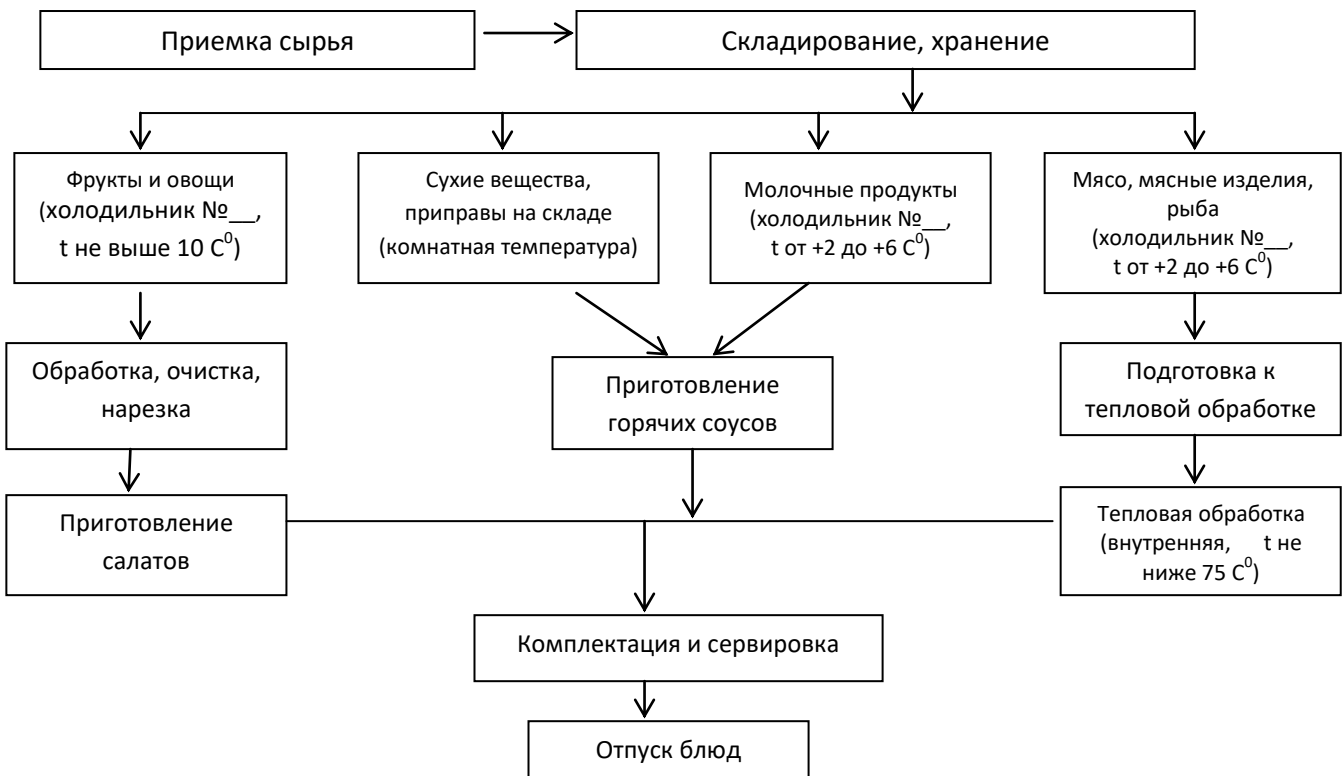 Приемка сырья
Складирование, хранение
Фрукты и овощи
(холодильник №__,
t не выше 10 С⁰)
Сухие вещества,
приправы на складе
(комнатная температура)
Молочные продукты
(холодильник №__,
t от +2 до +6 С⁰)
Мясо, мясные изделия,
рыба
(холодильник №__,
t от +2 до +6 С⁰)
Обработка, очистка,
нарезка
Приготовление
горячих соусов
Подготовка к
тепловой обработке
Приготовление
салатов
Тепловая обработка
(внутренняя, t не
ниже 75 С⁰)
Комплектация и сервировка
Отпуск блюд